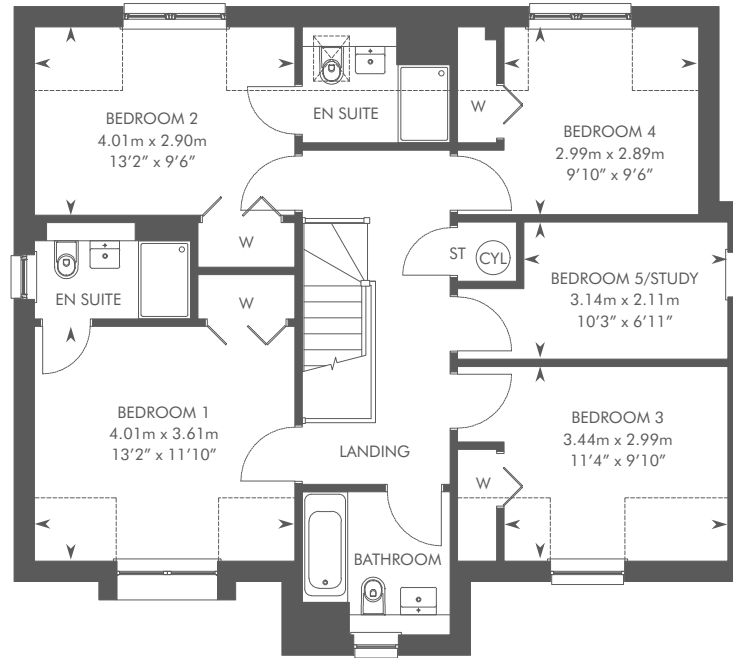 BEDROOM 2
4.01m x 2.90m
13’2” x 9’6”
EN SUITE
W
BEDROOM 4
2.99m x 2.89m
9’10” x 9’6”
W
ST
CYL
EN SUITE
W
BEDROOM 5/STUDY
3.14m x 2.11m
10’3” x 6’11”
BEDROOM 1
4.01m x 3.61m
13’2” x 11’10”
LANDING
BEDROOM 3
3.44m x 2.99m
11’4” x 9’10”
W
BATHROOM